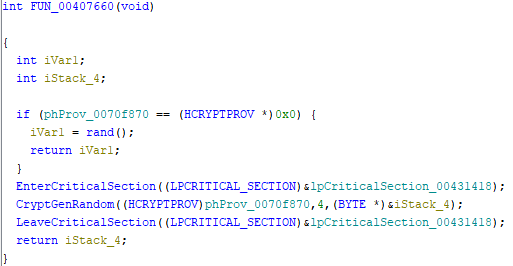 int FUN_00407660(void)
{
int iVar1;
int iStack_4;
if (phProv_0070f870 == (HCRYPTPROV *)0x0) {
iVar1 = rand();
return iVar1;
}
EnterCriticalSection((LPCRITICAL_SECTION)&lpCriticalSection_00431418);
CryptGenRandom((HCRYPTPROV)phProv_0070f870,4,(BYTE *)&iStack_4);
LeaveCriticalSection((LPCRITICAL_SECTION)&lpCriticalSection_00431418);
return iStack_4;
}